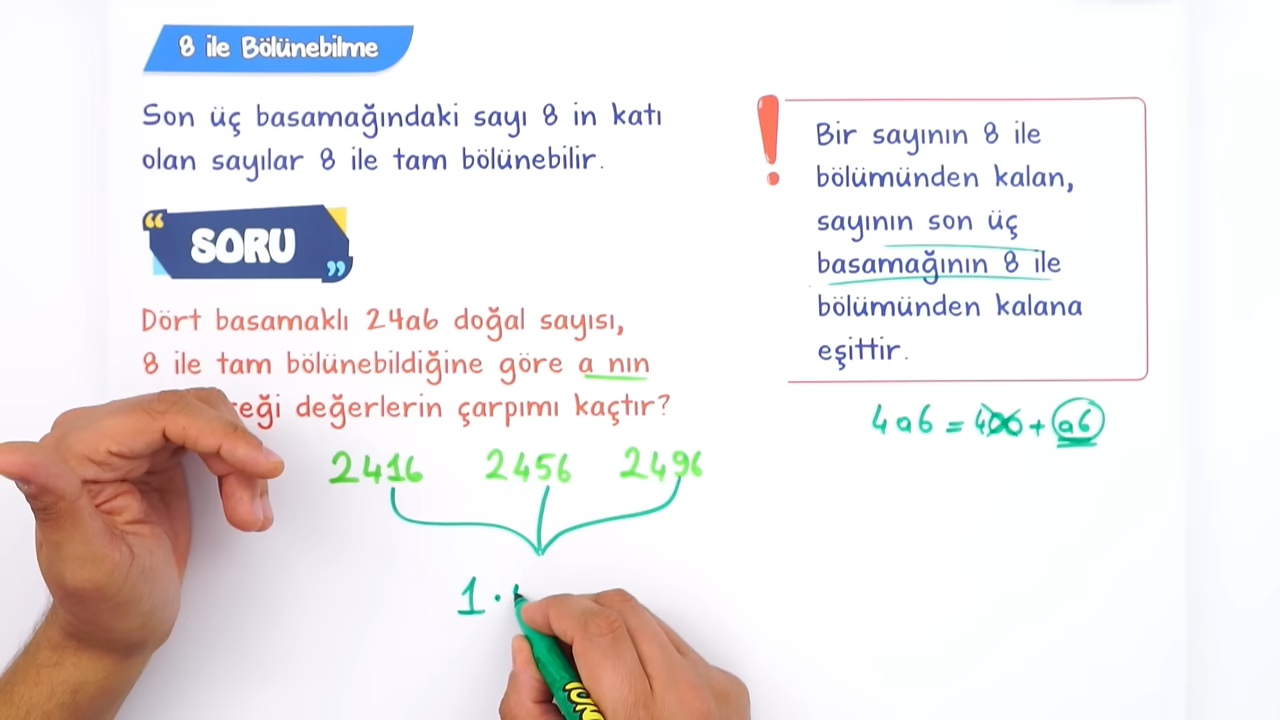 8 ile Bölünebilme
Son üç basamağındaki sayı 8 in katı
olan sayılar 8 ile tam bölünebilir.
SORU
Dört basamaklı 24a6 doğal sayısı,
8 ile tam bölünebildiğine göre a nın
değerlerin çarpımı kaçtır?
2416 2456 2496
1 ·
Bir sayının 8 ile
bölümünden kalan,
sayının son üç
basamağının 8 ile
bölümünden kalana
eşittir.
4a6 = 400 + a6